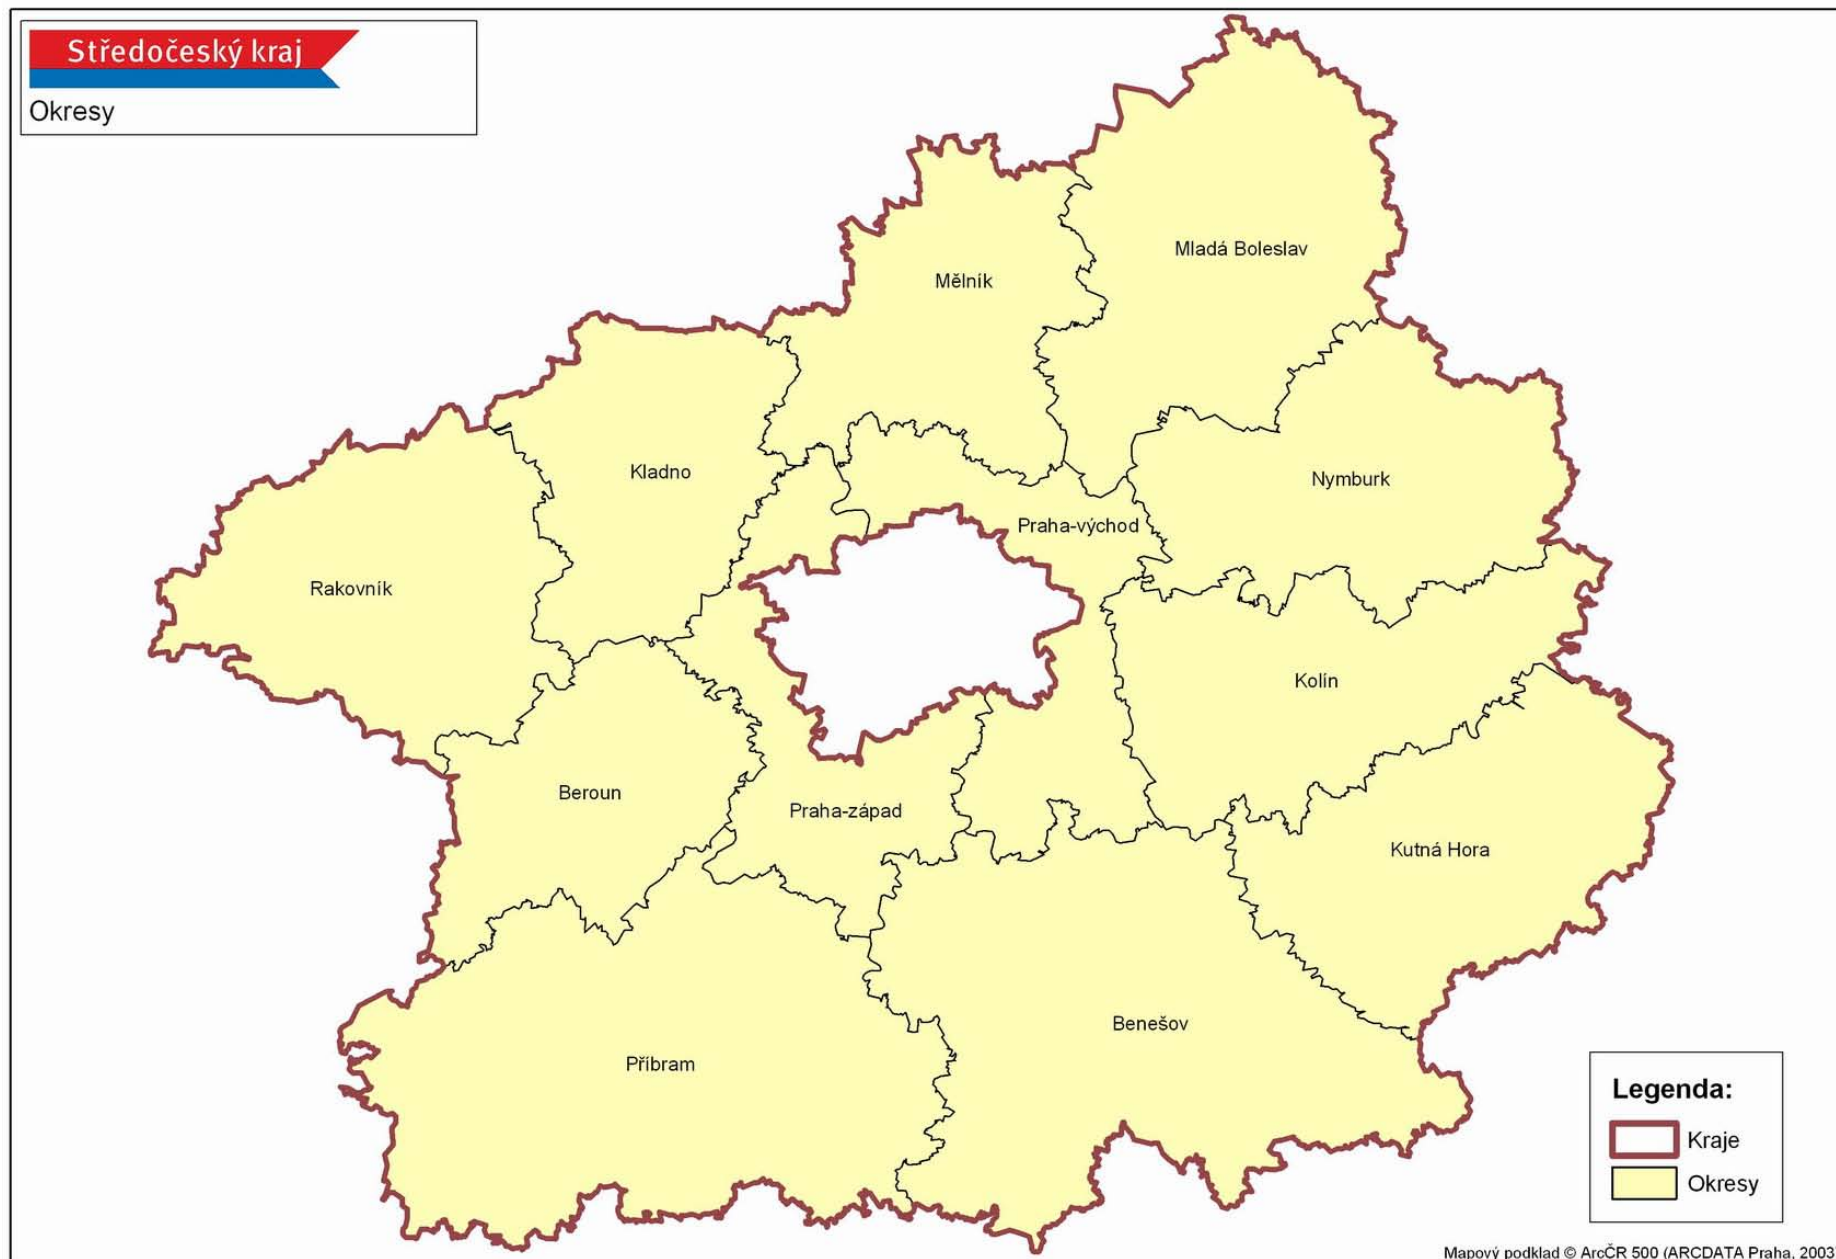 Středočeský kraj
Okresy
Mladá Boleslav
Mělník
Kladno
Nymburk
Praha-východ
Rakovník
Kolín
Beroun
Praha-západ
Kutná Hora
Benešov
Příbram
Legenda:
Kraje
Okresy
Mapový podklad © ArcČR 500 (ARCDATA Praha, 2003